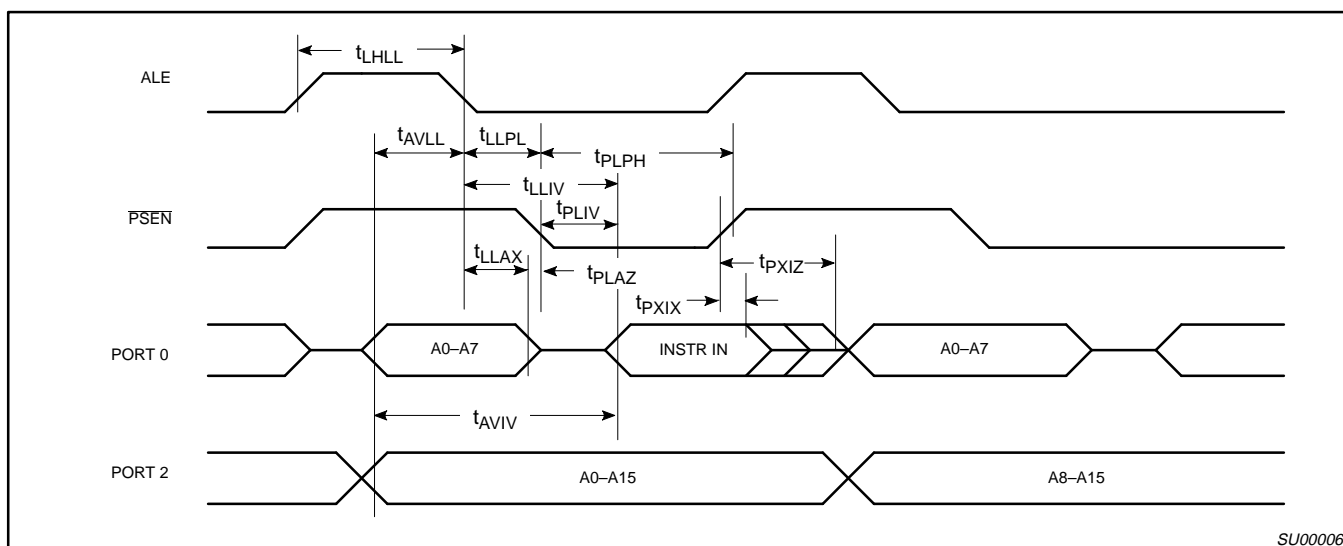 tLHLL
ALE
tAVLL tLLPL tPLPH
tLLIV
PSEN tPLIV
tLLAX tPLAZ tPXIZ
tPXIX
PORT 0 A0–A7 INSTR IN A0–A7
tAVIV
PORT 2 A0–A15 A8–A15
SU00006